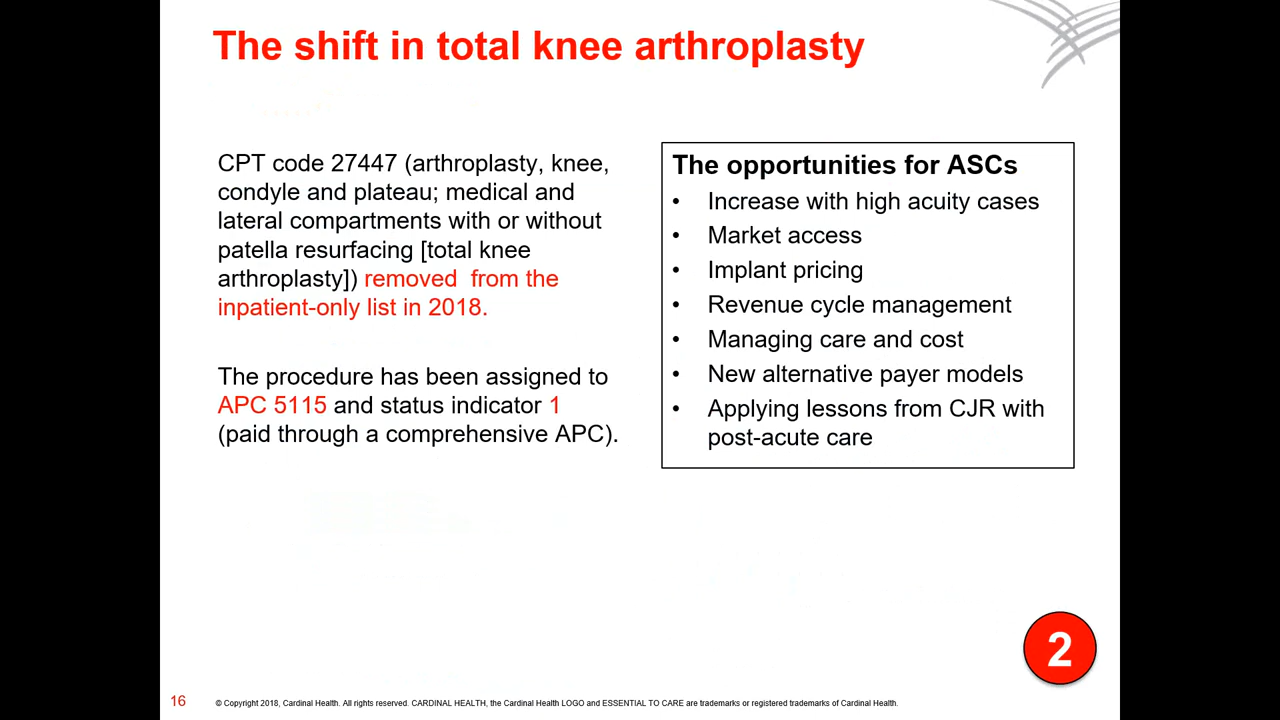 The shift in total knee arthroplasty
CPT code 27447 (arthroplasty, knee,
condyle and plateau; medical and
lateral compartments with or without
patella resurfacing [total knee
arthroplasty]) removed  from the
inpatient-only list in 2018.
The procedure has been assigned to
APC 5115 and status indicator 1
(paid through a comprehensive APC).
The opportunities for ASCs
• Increase with high acuity cases
• Market access
• Implant pricing
• Revenue cycle management
• Managing care and cost
• New alternative payer models
• Applying lessons from CJR with
post-acute care
2
16
© Copyright 2018, Cardinal Health. All rights reserved. CARDINAL HEALTH, the Cardinal Health LOGO and ESSENTIAL TO CARE are trademarks or registered trademarks of Cardinal Health.